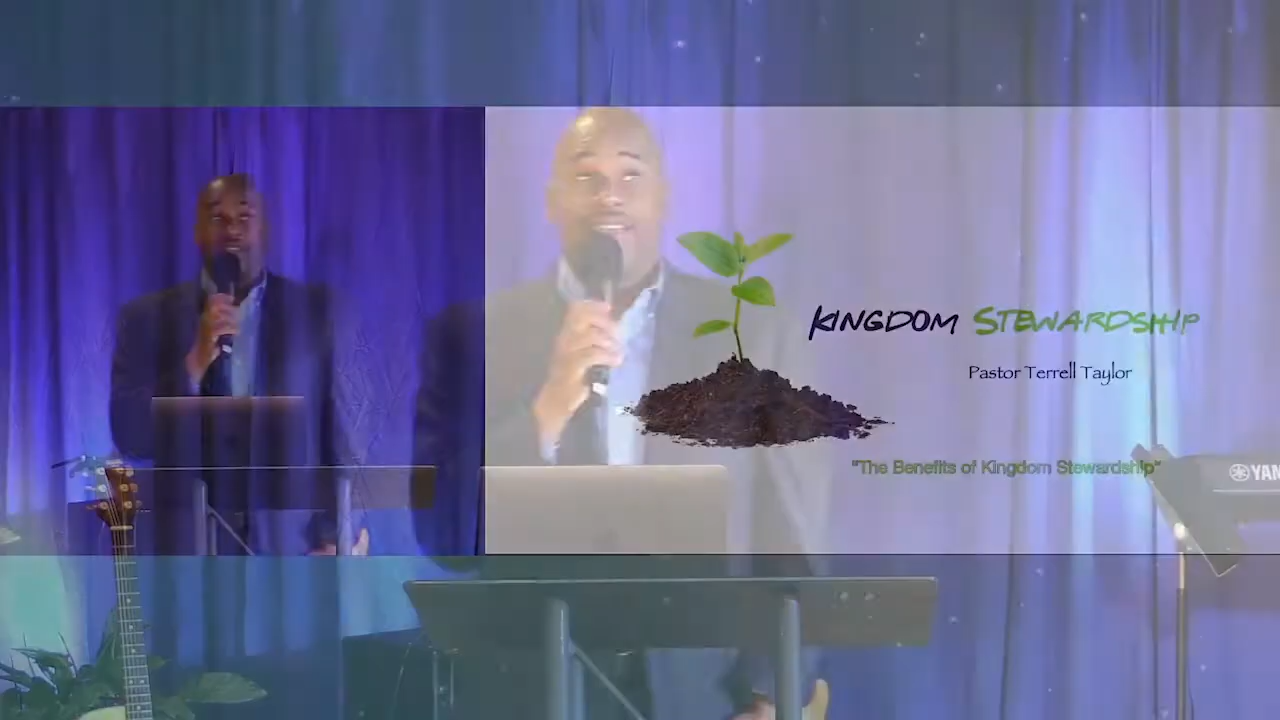 KINGDOM STEWARDSHIP
Pastor Terrell Taylor
"The Benefits of Kingdom Stewardship"